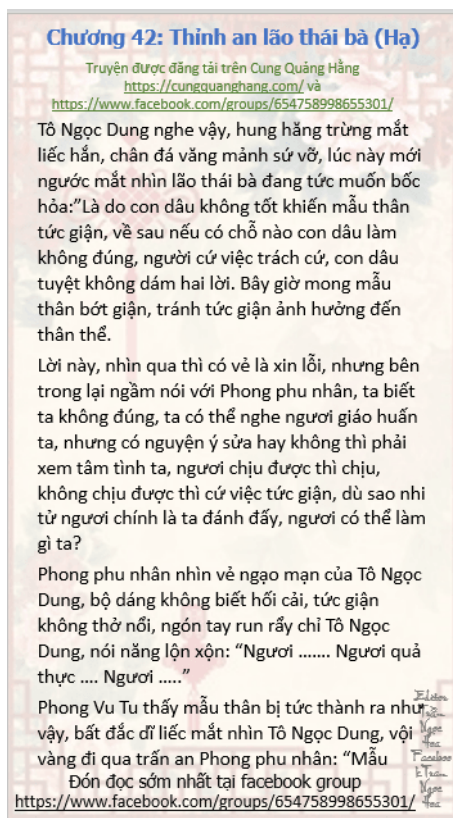 Chương 42: Thỉnh an lão thái bà (Hạ)
Truyện được đăng tải trên Cung Quảng Hằng
https://cungquanghang.com/ và
https://www.facebook.com/groups/654758998655301/
Tô Ngọc Dung nghe vậy, hung hăng trừng mắt
liếc hắn, chân đá văng mảnh sứ vỡ, lúc này mới
ngước mắt nhìn lão thái bà đang tức muốn bốc
hỏa:"Là do con dâu không tốt khiến mẫu thân
tức giận, về sau nếu có chỗ nào con dâu làm
không đúng, người cứ việc trách cứ, con dâu
tuyệt không dám hai lời. Bây giờ mong mẫu
thân bớt giận, tránh tức giận ảnh hưởng đến
thân thể.
Lời này, nhìn qua thì có vẻ là xin lỗi, nhưng bên
trong lại ngầm nói với Phong phu nhân, ta biết
ta không đúng, ta có thể nghe ngươi giáo huấn
ta, nhưng có nguyện ý sửa hay không thì phải
xem tâm tình ta, ngươi chịu được thì chịu,
không chịu được thì cứ việc tức giận, dù sao nhi
tử ngươi chính là ta đánh đấy, ngươi có thể làm
gì ta?
Phong phu nhân nhìn vẻ ngạo mạn của Tô Ngọc
Dung, bộ dáng không biết hối cải, tức giận
không thở nổi, ngón tay run rẩy chỉ Tô Ngọc
Dung, nói năng lộn xộn: "Ngươi ....... Ngươi quả
thực .... Ngươi ....."
Phong Vu Tu thấy mẫu thân bị tức thành ra như
vậy, bất đắc dĩ liếc mắt nhìn Tô Ngọc Dung, vội
vàng đi qua trấn an Phong phu nhân: "Mẫu
Đón đọc sớm nhất tại facebook group
https://www.facebook.com/groups/654758998655301/
Trần
Ngọc
Hoa
Facebook
Ngọc
Hoa